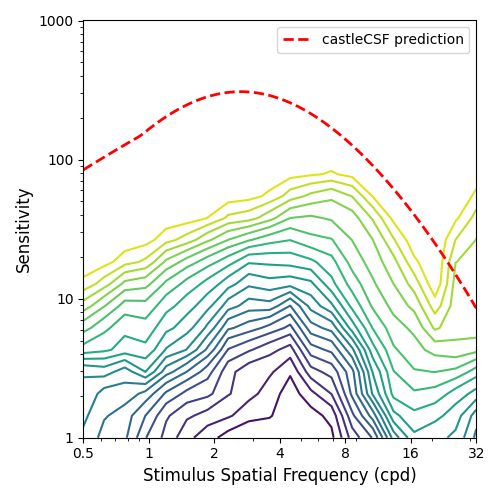 1000
castleCSF prediction
100
Sensitivity
10
1
0.5 1 2 4 8 16 32
Stimulus Spatial Frequency (cpd)